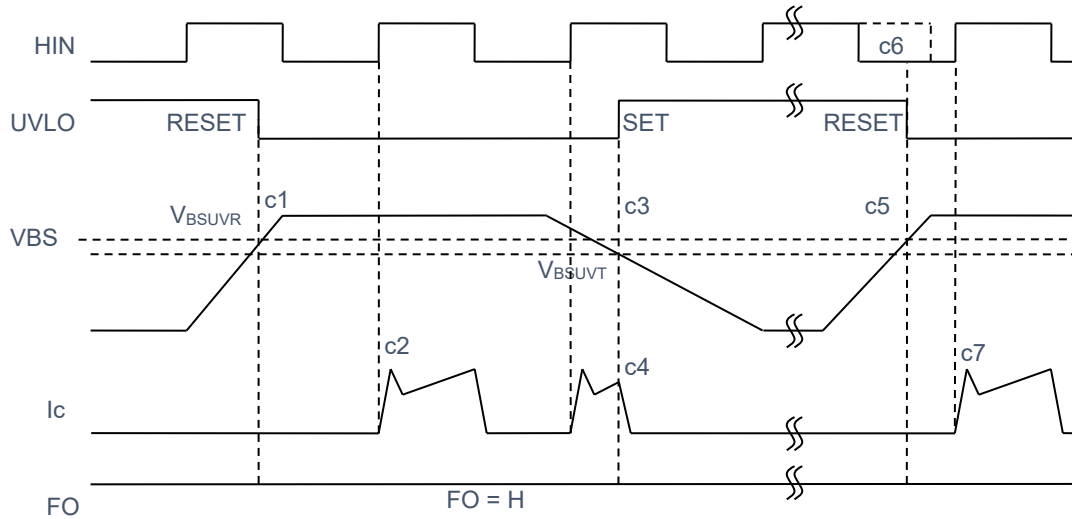 HIN
c6
UVLO
RESET
SET
RESET
c1
c3
c5
VBSUVR
VBS
VBSUVT
c2
c4
c7
Ic
FO
FO = H